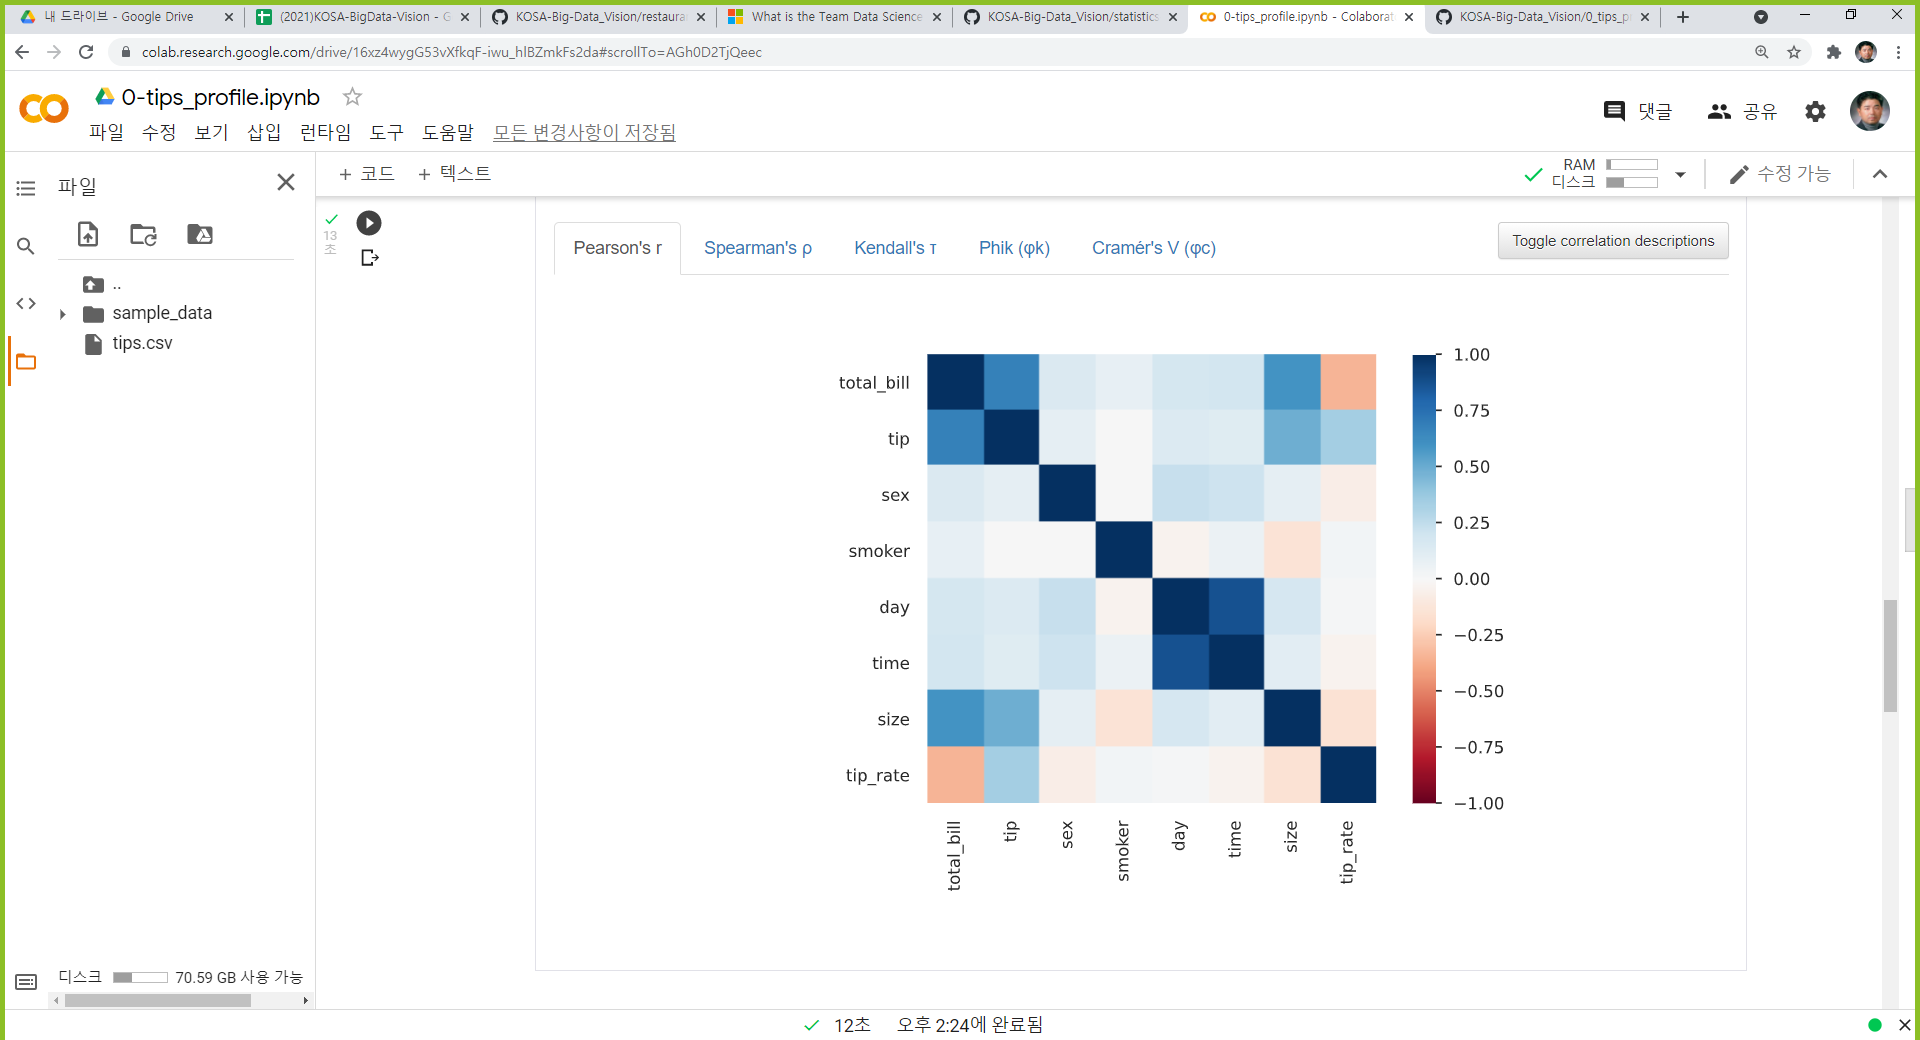 내 드라이브 - Google Drive
(2021)KOSA-BigData-Vision - G
KOSA-Big-Data_Vision/restaura
What is the Team Data Science
KOSA-Big-Data_Vision/statistics
0-tips_profile.ipynb - Colaborat
KOSA-Big-Data_Vision/0_tips_p
colab.research.google.com/drive/16xz4wygG53vXfkqF-iwu_hlBZmkFs2da#scrollTo=AGh0D2TjQeec
0-tips_profile.ipynb
파일 수정 보기 삽입 런타임 도구 도움말 모든 변경사항이 저장됨
댓글 공유
파일
+ 코드 + 텍스트
RAM
디스크
수정 가능
13
초
..
sample_data
tips.csv
Pearson's r Spearman's ρ Kendall's τ Phik (φk) Cramér's V (φc)
Toggle correlation descriptions
total_bill
tip
sex
smoker
day
time
size
tip_rate
total_bill tip sex smoker day time size tip_rate
1.00
0.75
0.50
0.25
0.00
−0.25
−0.50
−0.75
−1.00
디스크 70.59 GB 사용 가능
12초 오후 2:24에 완료됨